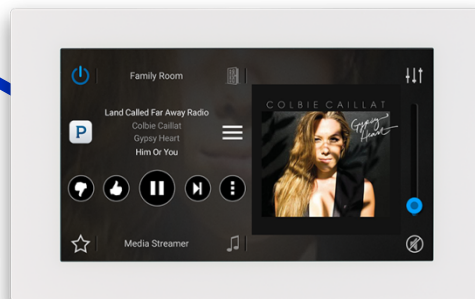 Family Room
Land Called Far Away Radio
Colbie Caillat
Gypsy Heart
Him Or You
P
Media Streamer
COLBIE CAILLAT
Gypsy
Heart